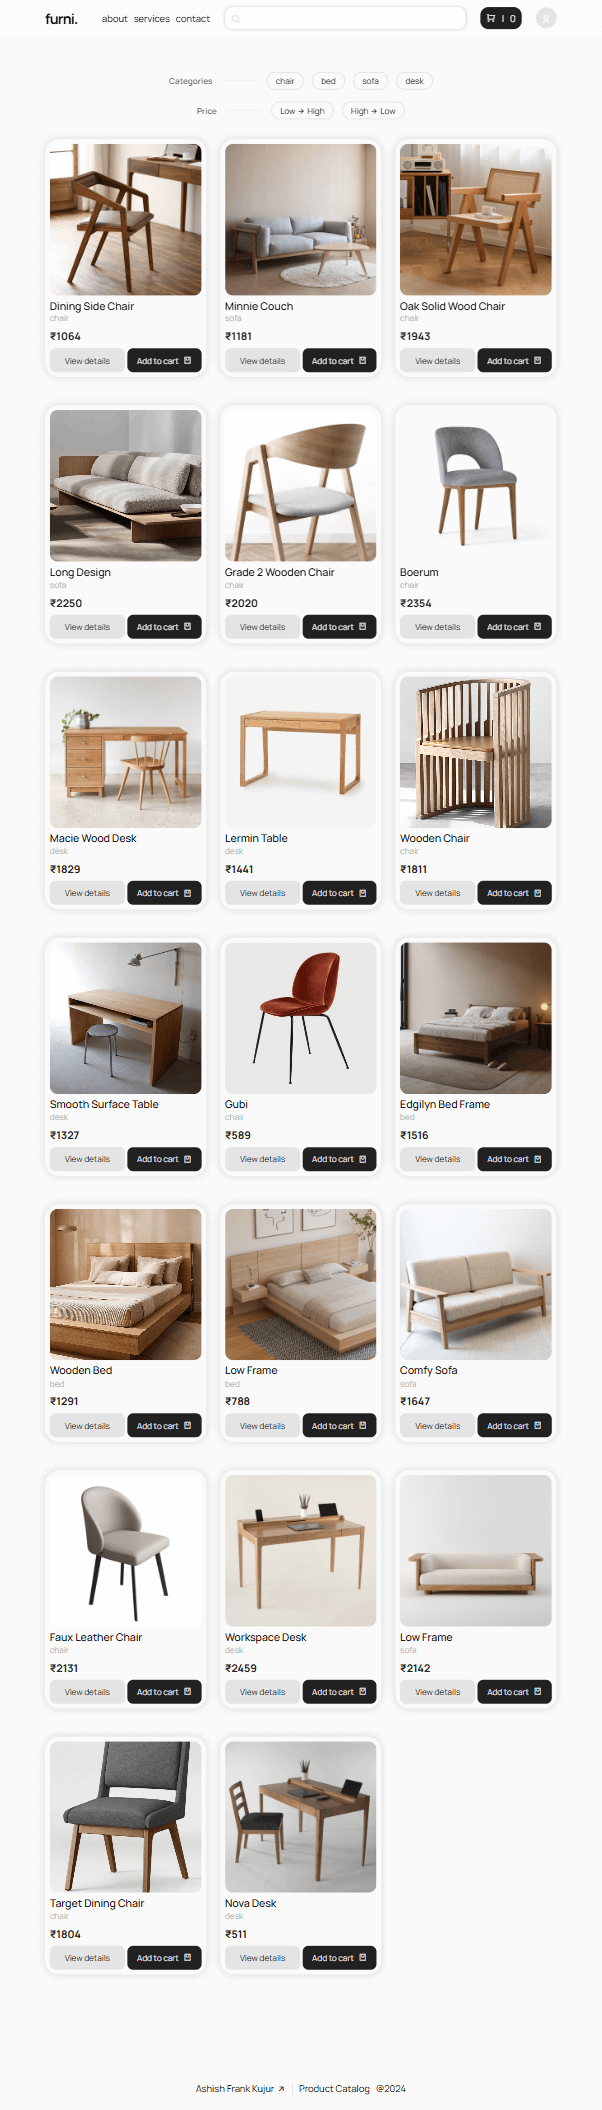 furni. about services contact | 0
Categories chair bed sofa desk
Price Low → High High → Low
Dining Side Chair
chair
₹1064
View details Add to cart
Minnie Couch
sofa
₹1181
View details Add to cart
Oak Solid Wood Chair
chair
₹1943
View details Add to cart
Long Design
sofa
₹2250
View details Add to cart
Grade 2 Wooden Chair
chair
₹2020
View details Add to cart
Boerum
chair
₹2354
View details Add to cart
Macie Wood Desk
desk
₹1829
View details Add to cart
Lermin Table
desk
₹1441
View details Add to cart
Wooden Chair
chair
₹1811
View details Add to cart
Smooth Surface Table
desk
₹1327
View details Add to cart
Gubi
chair
₹589
View details Add to cart
Edgilyn Bed Frame
bed
₹1516
View details Add to cart
Wooden Bed
bed
₹1291
View details Add to cart
Low Frame
bed
₹788
View details Add to cart
Comfy Sofa
sofa
₹1647
View details Add to cart
Faux Leather Chair
chair
₹2131
View details Add to cart
Workspace Desk
desk
₹2459
View details Add to cart
Low Frame
sofa
₹2142
View details Add to cart
Target Dining Chair
chair
₹1804
View details Add to cart
Nova Desk
desk
₹511
View details Add to cart
Ashish Frank Kujur ↗ | Product Catalog @2024